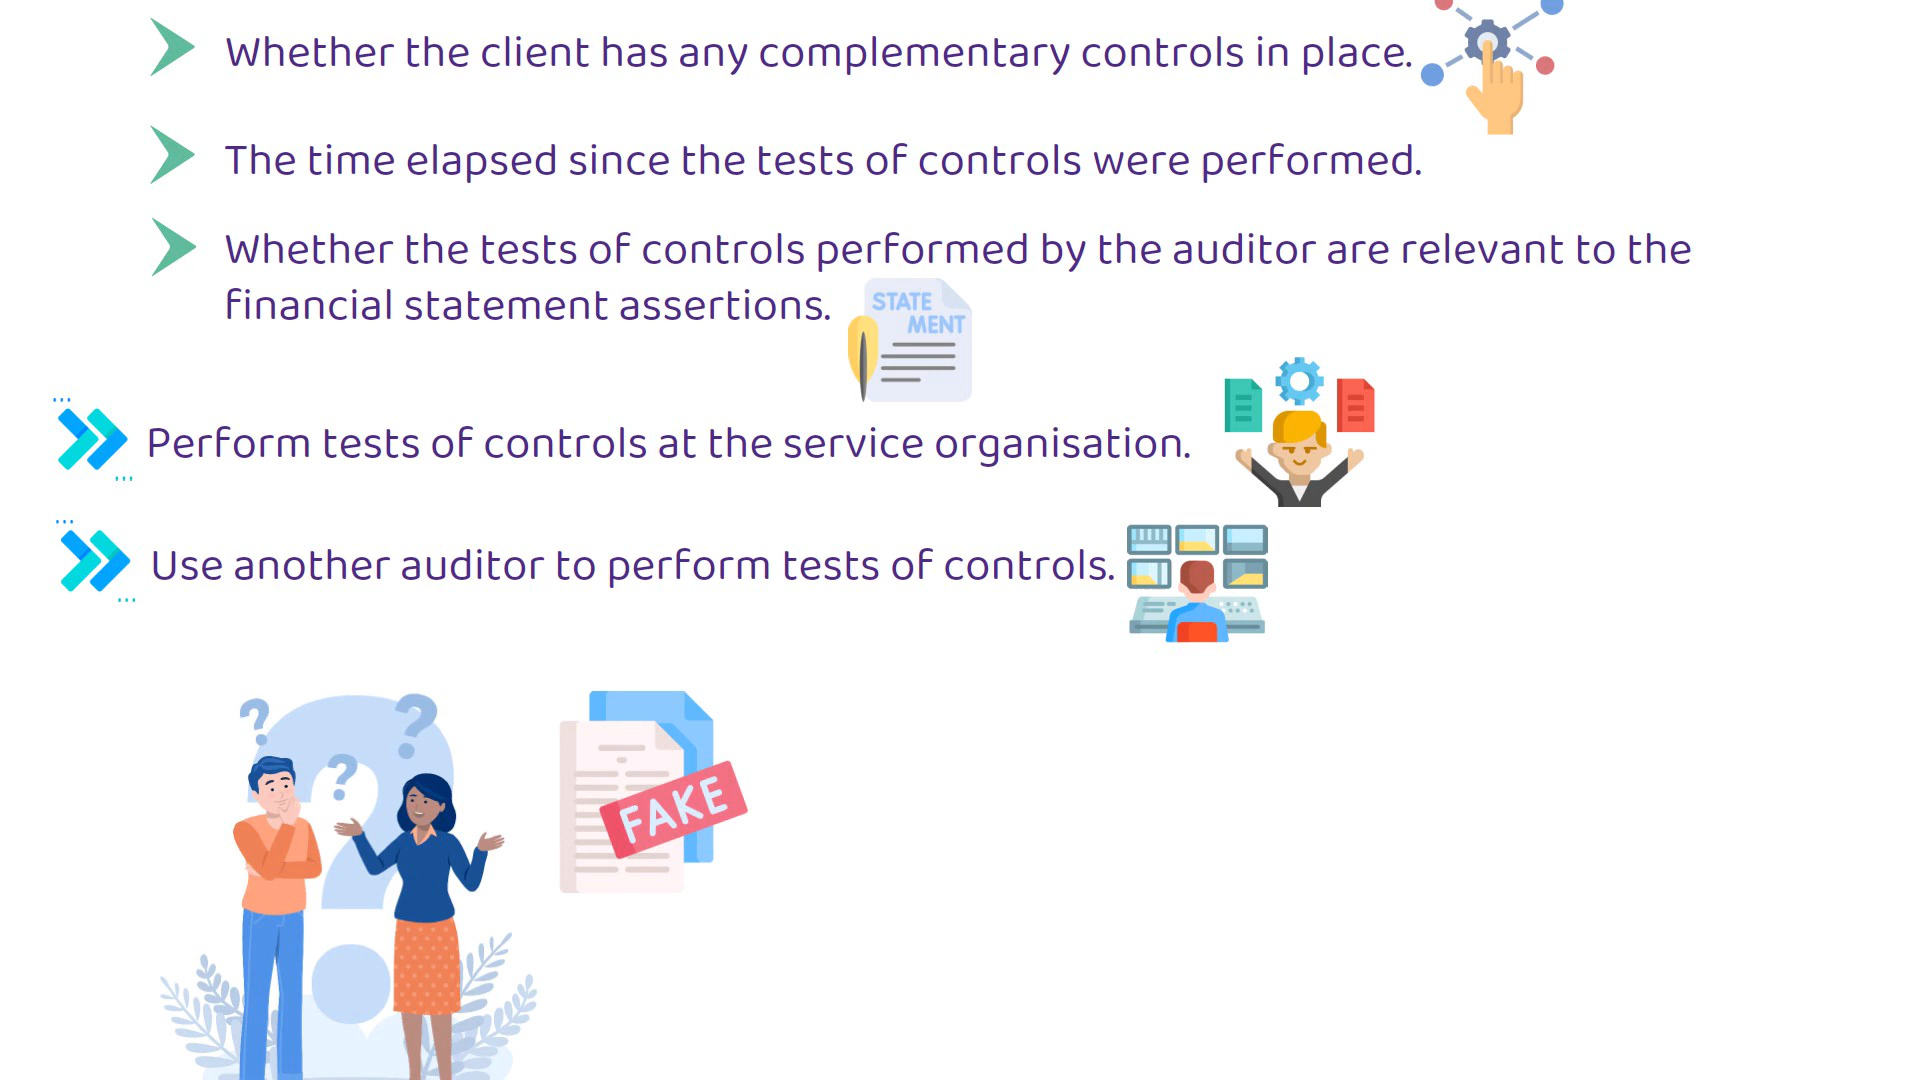 Whether the client has any complementary controls in place.
The time elapsed since the tests of controls were performed.
Whether the tests of controls performed by the auditor are relevant to the
financial statement assertions.
STATE
MENT
Perform tests of controls at the service organisation.
Use another auditor to perform tests of controls.
? ? ?
FAKE